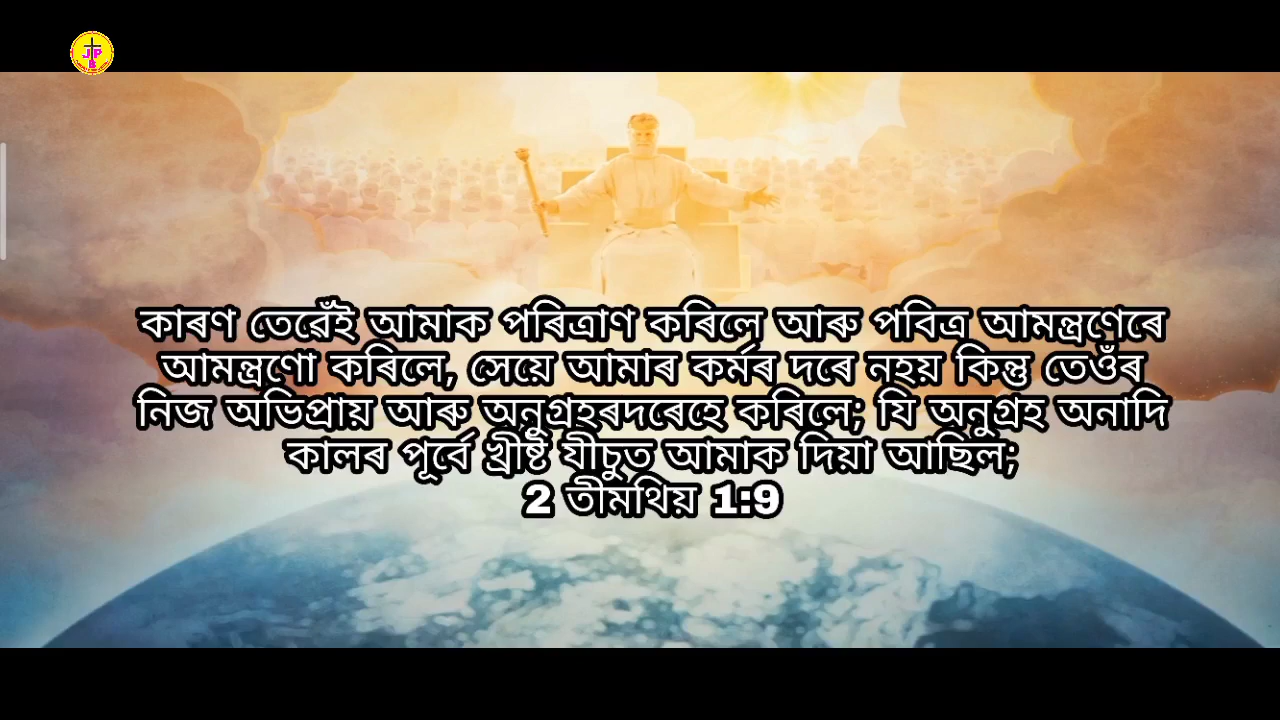 JP
B
কাৰণ তেৱেঁই আমাক পৰিত্ৰাণ কৰিলে আৰু পবিত্ৰ আমন্ত্ৰণেৰে
আমন্ত্ৰণো কৰিলে, সেয়ে আমাৰ কৰ্মৰ দৰে নহয় কিন্তু তেওঁৰ
নিজ অভিপ্ৰায় আৰু অনুগ্ৰহৰদৰেহে কৰিলে; যি অনুগ্ৰহ অনাদি
কালৰ পূৰ্বে খ্ৰীষ্ট যীচুত আমাক দিয়া আছিল;
2 তীমথিয় 1:9